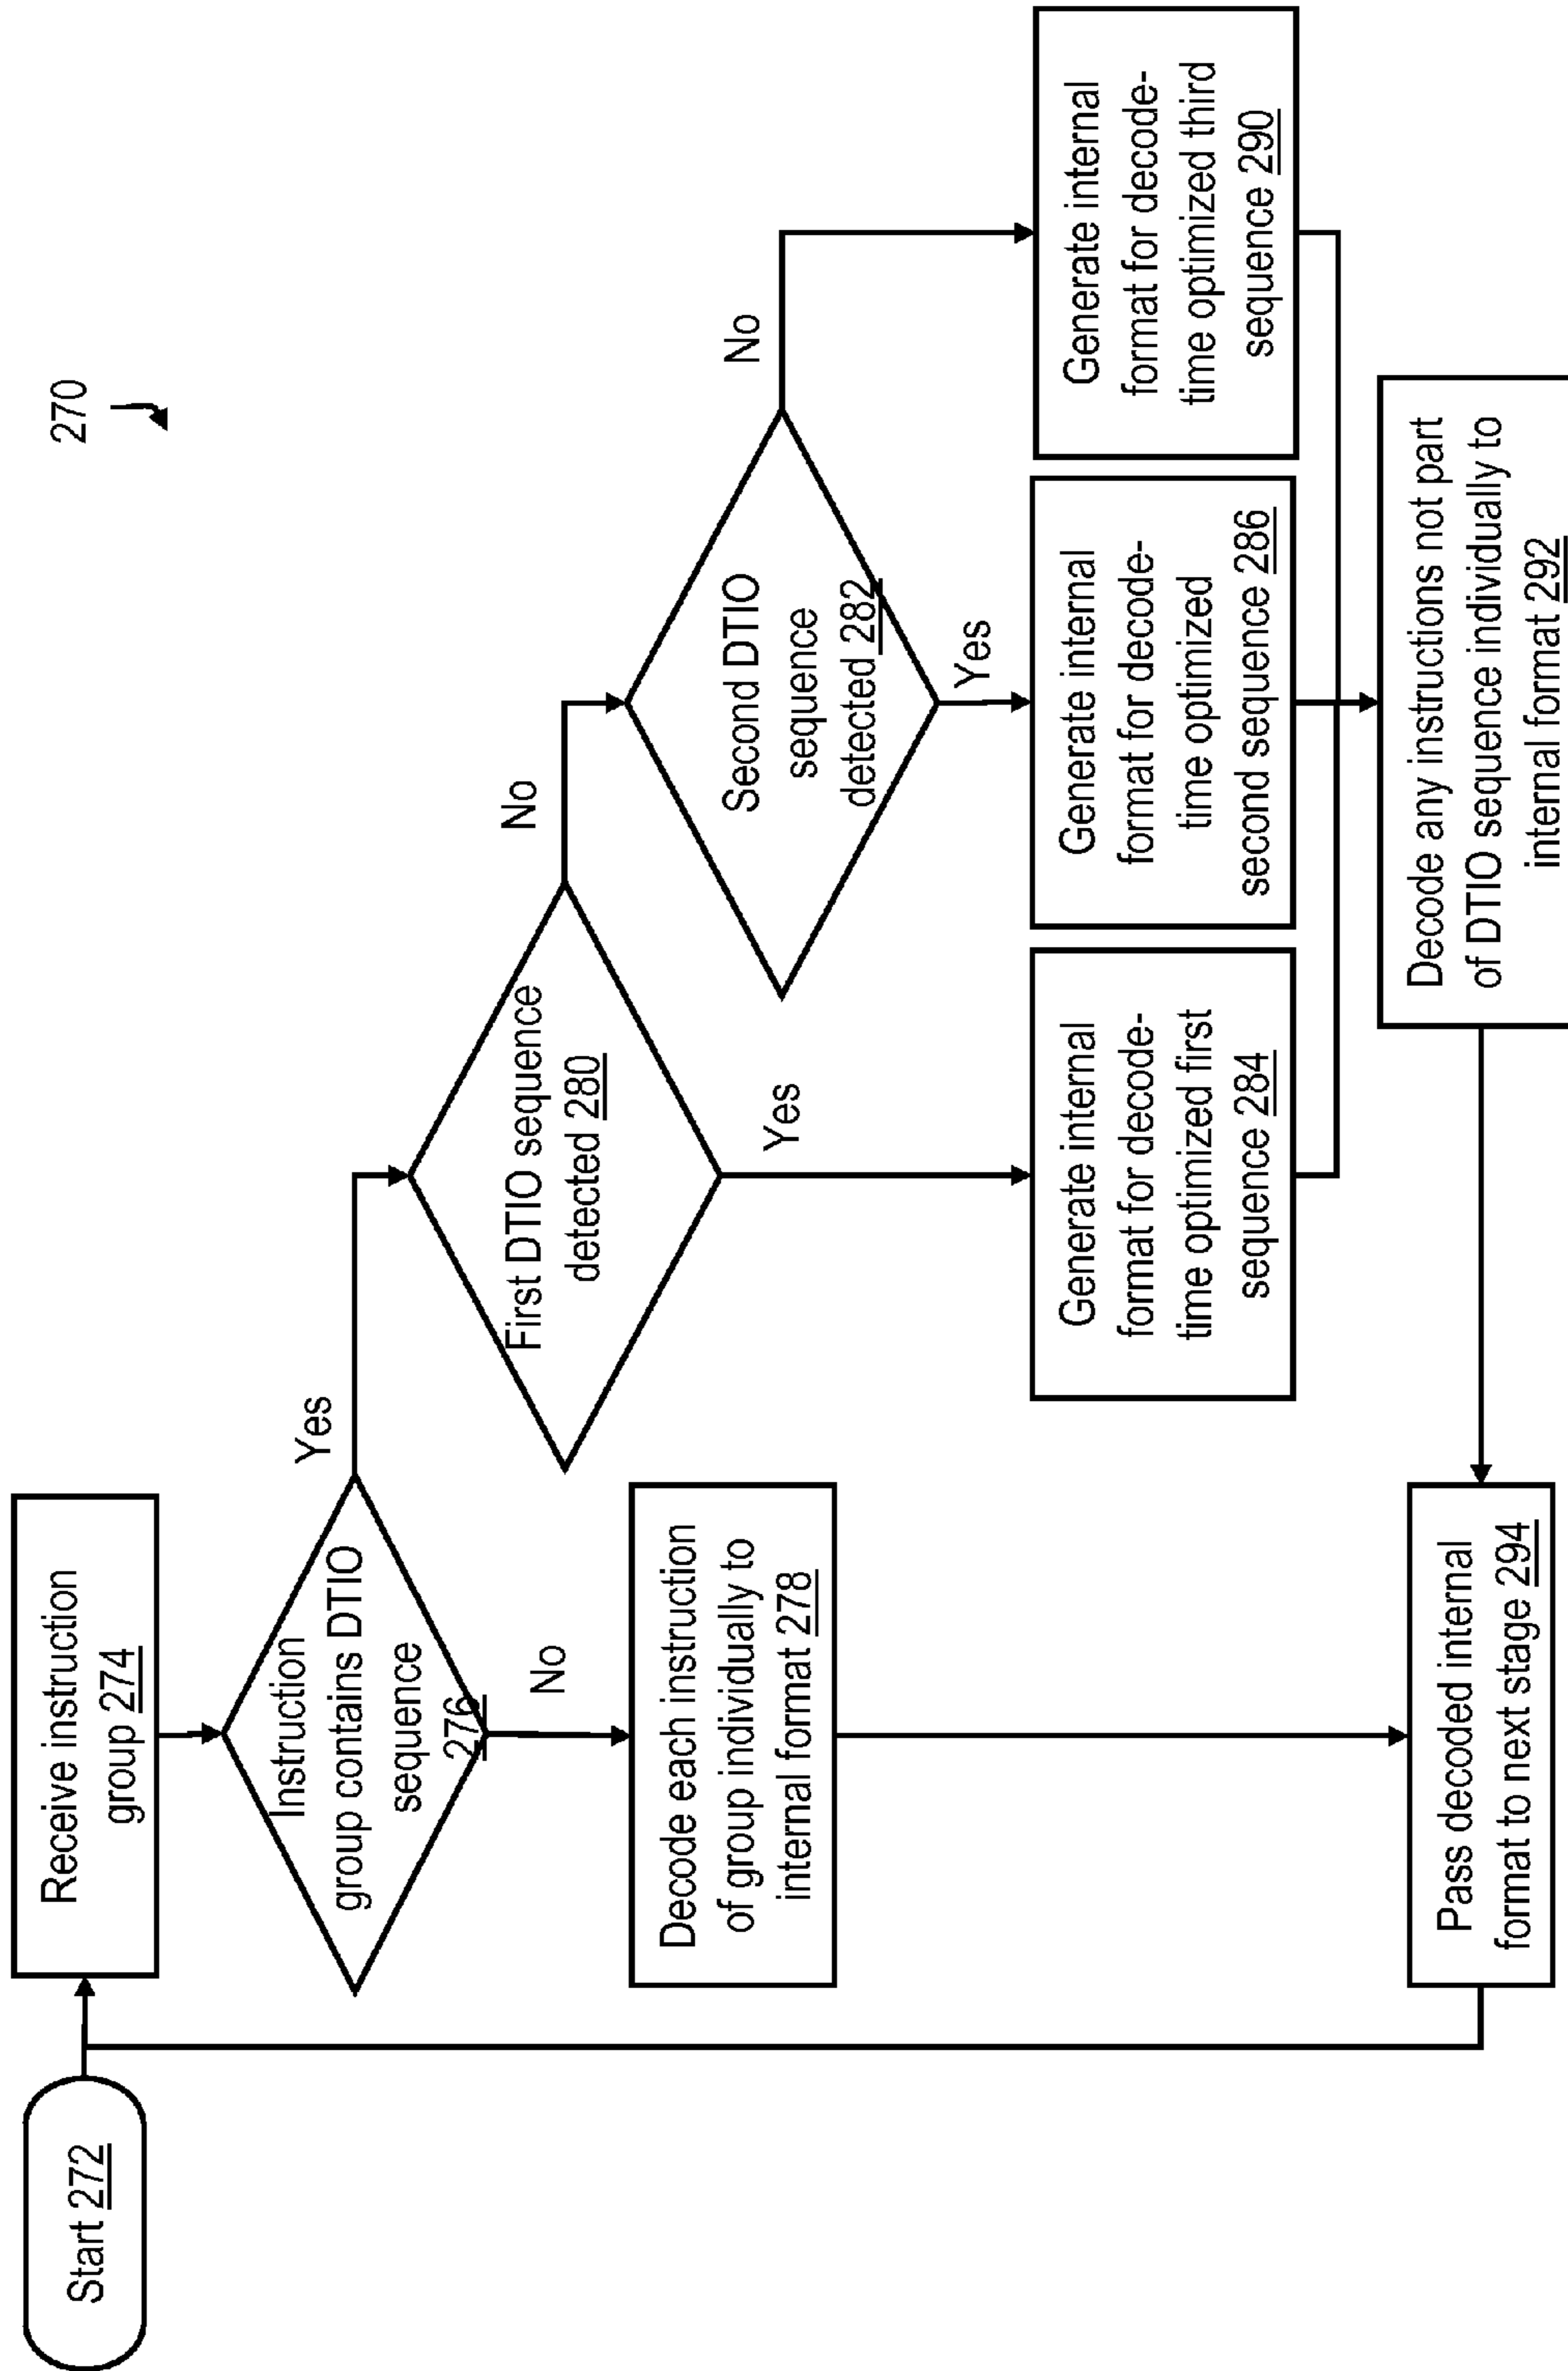 270
Start 272
Receive instruction
group 274
Instruction
group contains DTIO
sequence
276
Yes
No
Decode each instruction
of group individually to
internal format 278
First DTIO sequence
detected 280
No
Yes
Second DTIO
sequence
detected 282
No
Yes
Generate internal
format for decode-
time optimized first
sequence 284
Generate internal
format for decode-
time optimized
second sequence 286
Generate internal
format for decode-
time optimized third
sequence 290
Decode any instructions not part
of DTIO sequence individually to
internal format 292
Pass decoded internal
format to next stage 294